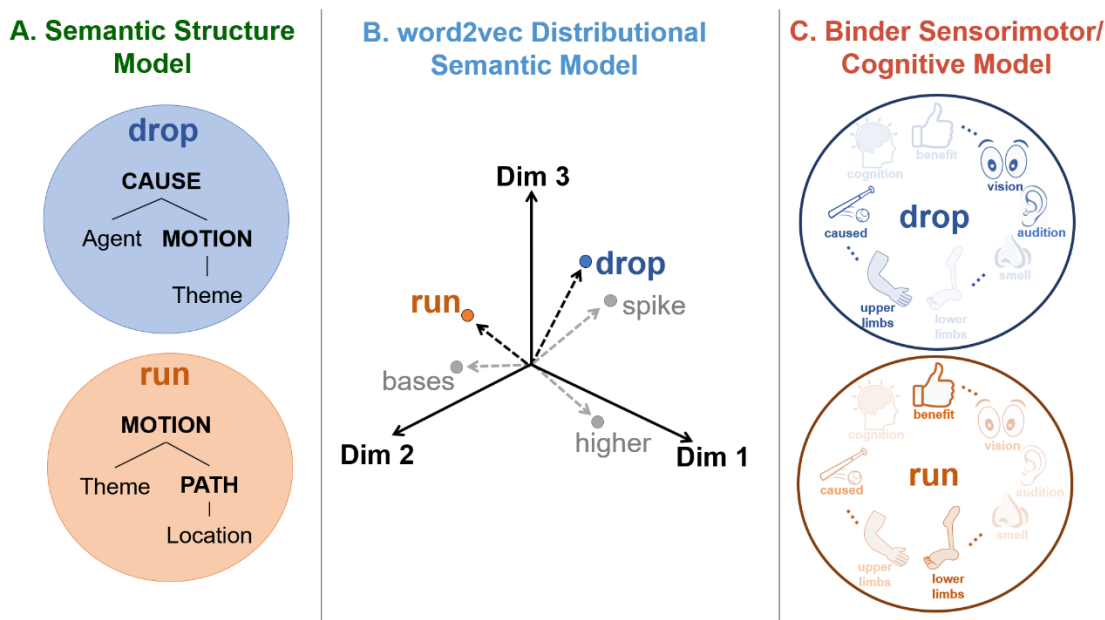 A. Semantic Structure
Model
drop
CAUSE
Agent MOTION
Theme
run
MOTION
Theme PATH
Location
B. word2vec Distributional
Semantic Model
Dim 3
drop
run
spike
bases
higher
Dim 2
Dim 1
C. Binder Sensorimotor/
Cognitive Model
benefit
cognition
vision
drop
caused
audition
smell
upper
limbs
lower
limbs
benefit
cognition
vision
run
caused
audition
smell
upper
limbs
lower
limbs